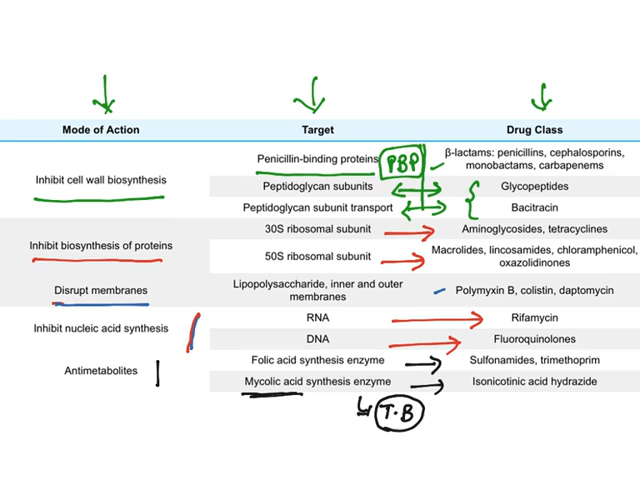 Mode of Action Target Drug Class
Inhibit cell wall biosynthesis
Penicillin-binding proteins PBP
β-lactams: penicillins, cephalosporins,
monobactams, carbapenems
Peptidoglycan subunits Glycopeptides
Peptidoglycan subunit transport Bacitracin
Inhibit biosynthesis of proteins
30S ribosomal subunit Aminoglycosides, tetracyclines
50S ribosomal subunit
Macrolides, lincosamides, chloramphenicol,
oxazolidinones
Disrupt membranes
Lipopolysaccharide, inner and outer
membranes
Polymyxin B, colistin, daptomycin
Inhibit nucleic acid synthesis
RNA Rifamycin
DNA Fluoroquinolones
Antimetabolites
Folic acid synthesis enzyme Sulfonamides, trimethoprim
Mycolic acid synthesis enzyme Isonicotinic acid hydrazide
T.B